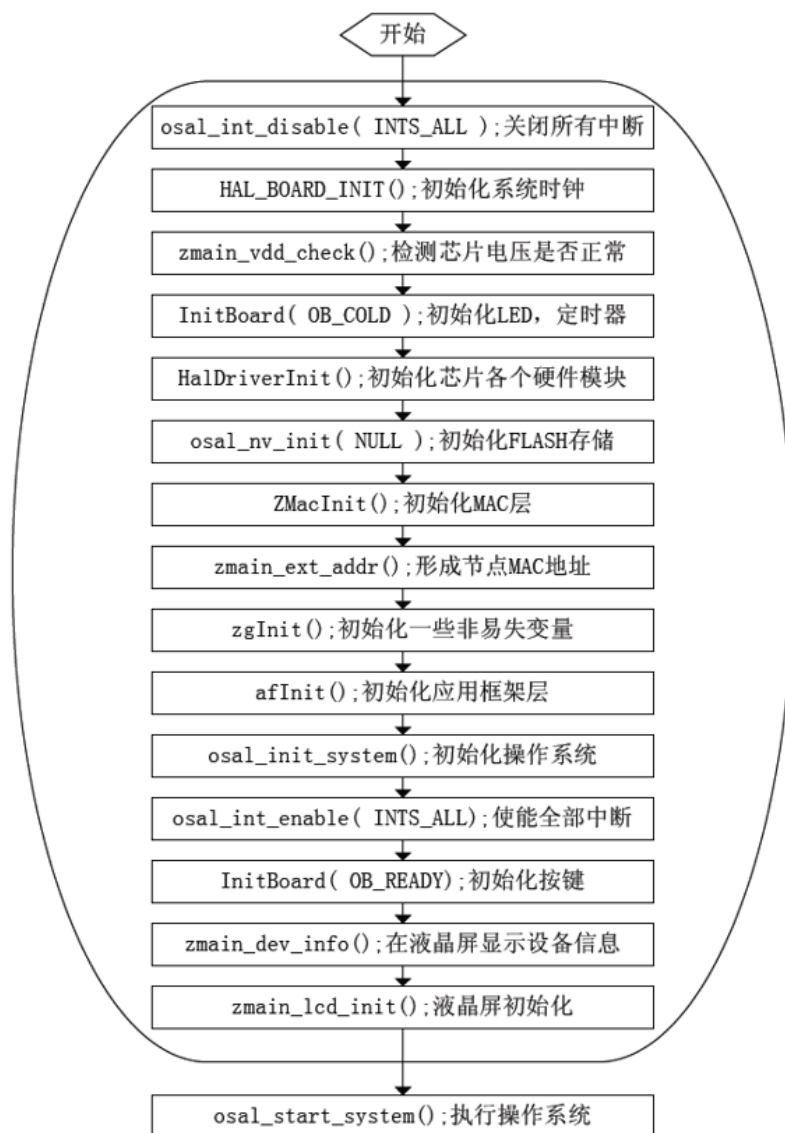 开始
osal_int_disable( INTS_ALL );关闭所有中断
HAL_BOARD_INIT();初始化系统时钟
zmain_vdd_check();检测芯片电压是否正常
InitBoard( OB_COLD );初始化LED，定时器
HalDriverInit();初始化芯片各个硬件模块
osal_nv_init( NULL );初始化FLASH存储
ZMacInit();初始化MAC层
zmain_ext_addr();形成节点MAC地址
zgInit();初始化一些非易失变量
afInit();初始化应用框架层
osal_init_system();初始化操作系统
osal_int_enable( INTS_ALL);使能全部中断
InitBoard( OB_READY);初始化按键
zmain_dev_info();在液晶屏显示设备信息
zmain_lcd_init();液晶屏初始化
osal_start_system();执行操作系统